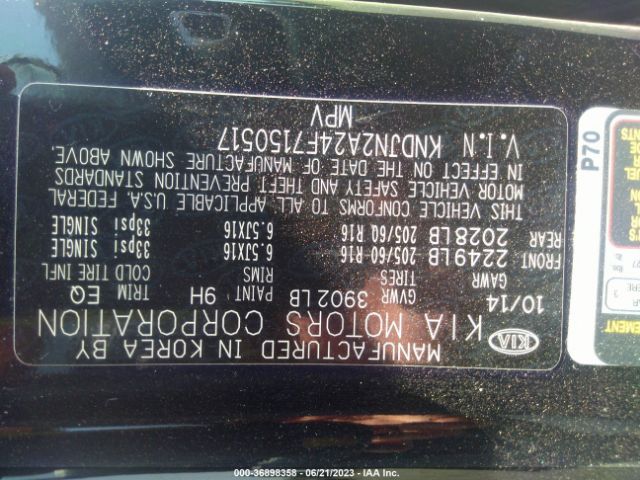 MANUFACTURED IN KOREA BY
KIA KIA MOTORS CORPORATION
10/14 GVWR 3902 LB PAINT 9H TRIM EQ
GAWR TIRES RIMS COLD TIRE INFL
FRONT 2249LB 205/60 R16 6.5JX16 33psi SINGLE
REAR 2028LB 205/60 R16 6.5JX16 33psi SINGLE
THIS VEHICLE CONFORMS TO ALL APPLICABLE U.S.A. FEDERAL
MOTOR VEHICLE SAFETY AND THEFT PREVENTION STANDARDS
IN EFFECT ON THE DATE OF MANUFACTURE SHOWN ABOVE.
V.I.N KNDJN2A24F7150517
MPV
P70
000-36898358 - 06/21/2023 - IAA Inc.